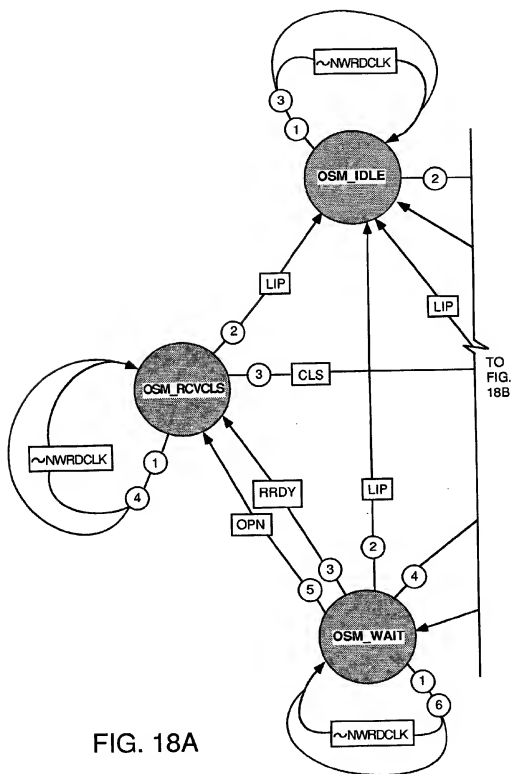 ~NWRDCLK
3
1
OSM_IDLE
2
LIP
LIP
2
TO
FIG.
18B
OSM_RCVCLS
3
CLS
1
~NWRDCLK
4
RRDY
LIP
OPN
2
3
4
5
OSM_WAIT
1
6
~NWRDCLK
FIG. 18A